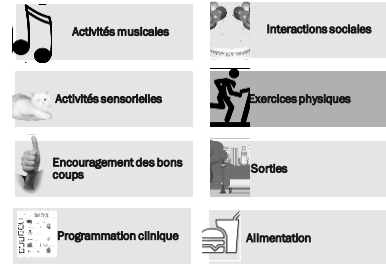 Activités musicales
Interactions sociales
Activités sensorielles
Exercices physiques
Encouragement des bons
coups
Sorties
Programmation clinique
Alimentation